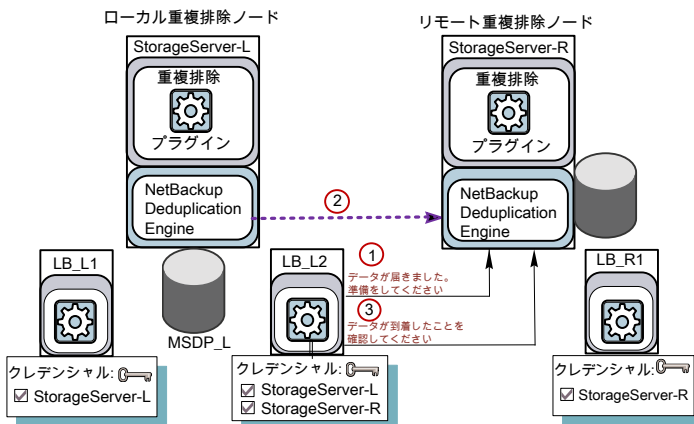 ローカル重複排除ノード
リモート重複排除ノード
StorageServer-L
重複排除
プラグイン
NetBackup
Deduplication
Engine
StorageServer-R
重複排除
プラグイン
NetBackup
Deduplication
Engine
2
LB_L1
MSDP_L
LB_L2
1
データが届きました。
準備をしてください
3
データが到着したことを
確認してください
LB_R1
クレデンシャル:
StorageServer-L
クレデンシャル:
StorageServer-L
StorageServer-R
クレデンシャル:
StorageServer-R